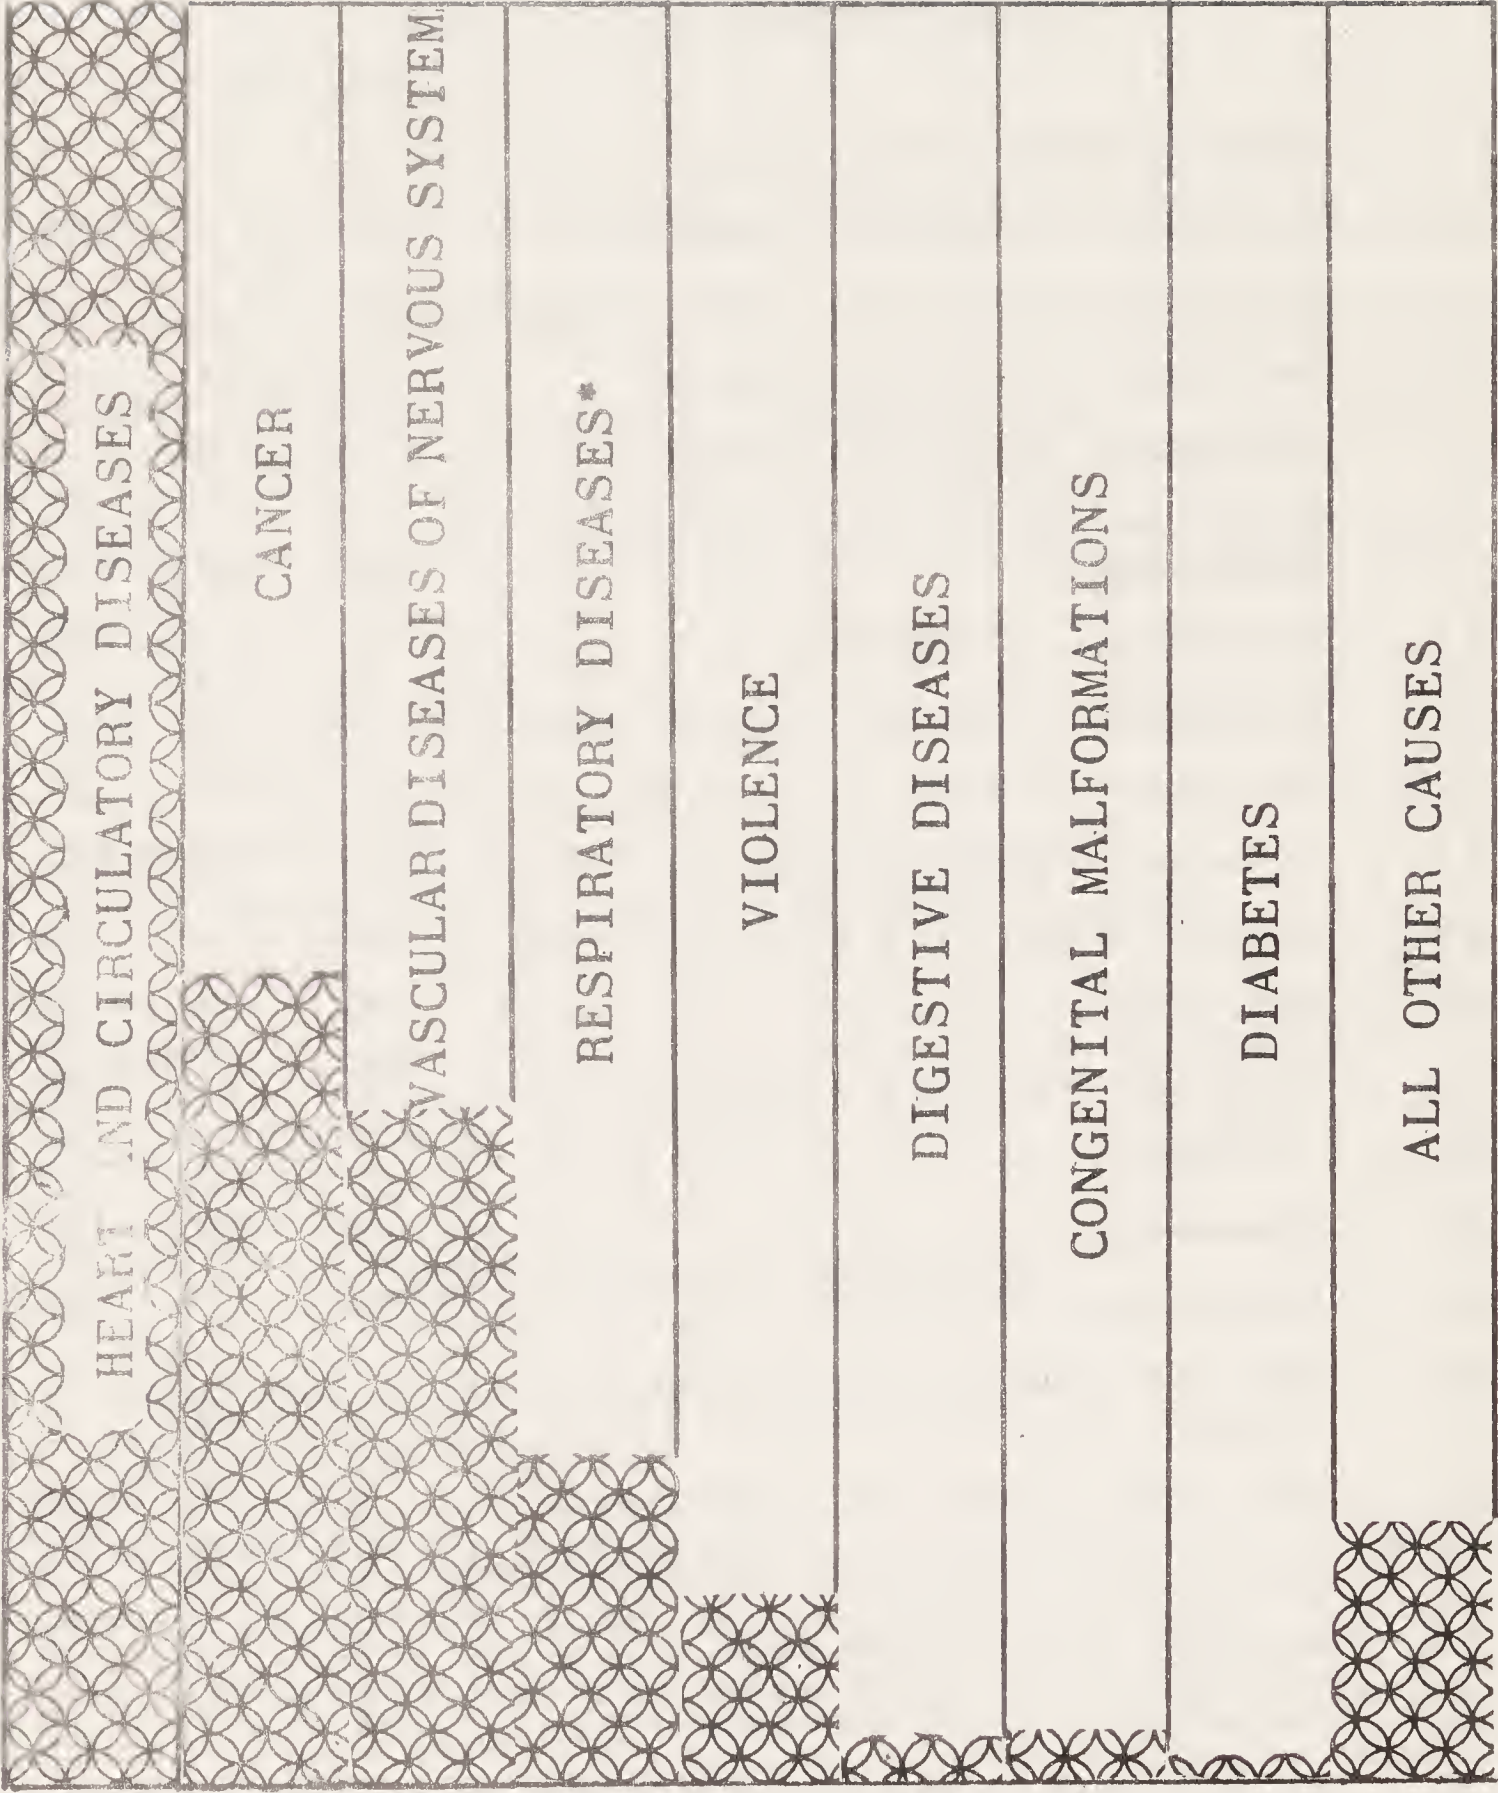 HEART ND CIRCULATORY DISEASES
CANCER
VASCULAR DISEASES OF NERVOUS SYSTEM
RESPIRATORY DISEASES*
VIOLENCE
DIGESTIVE DISEASES
CONGENITAL MALFORMATIONS
DIABETES
ALL OTHER CAUSES